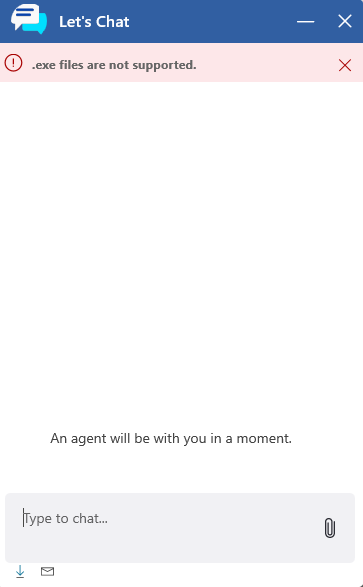 Let's Chat
.exe files are not supported.
An agent will be with you in a moment.
Type to chat...